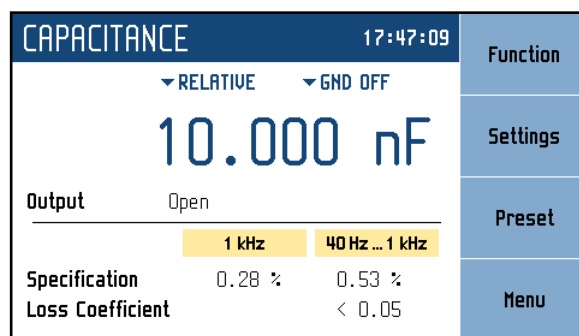 CAPACITANCE 17:47:09
RELATIVE GND OFF
10.000 nF
Output Open
1 kHz 40 Hz ... 1 kHz
Specification 0.28 % 0.53 %
Loss Coefficient < 0.05
Function
Settings
Preset
Menu